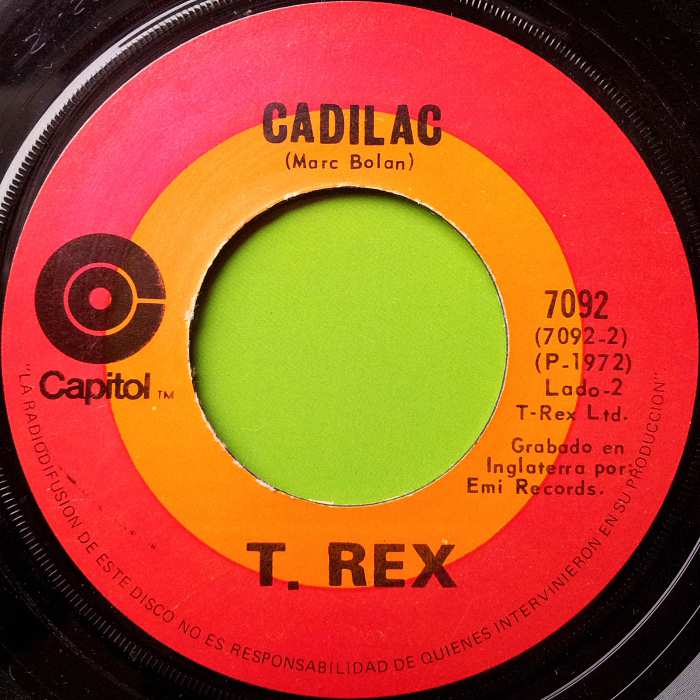 CADILAC
(Marc Bolan)
Capitol™
7092
(7092-2)
(P-1972)
Lado-2
T-Rex Ltd.
Grabado en
Inglaterra por:
Emi Records.
T. REX
"LA RADIODIFUSION DE ESTE DISCO NO ES RESPONSABILIDAD DE QUIENES INTERVINIERON EN SU PRODUCCION".